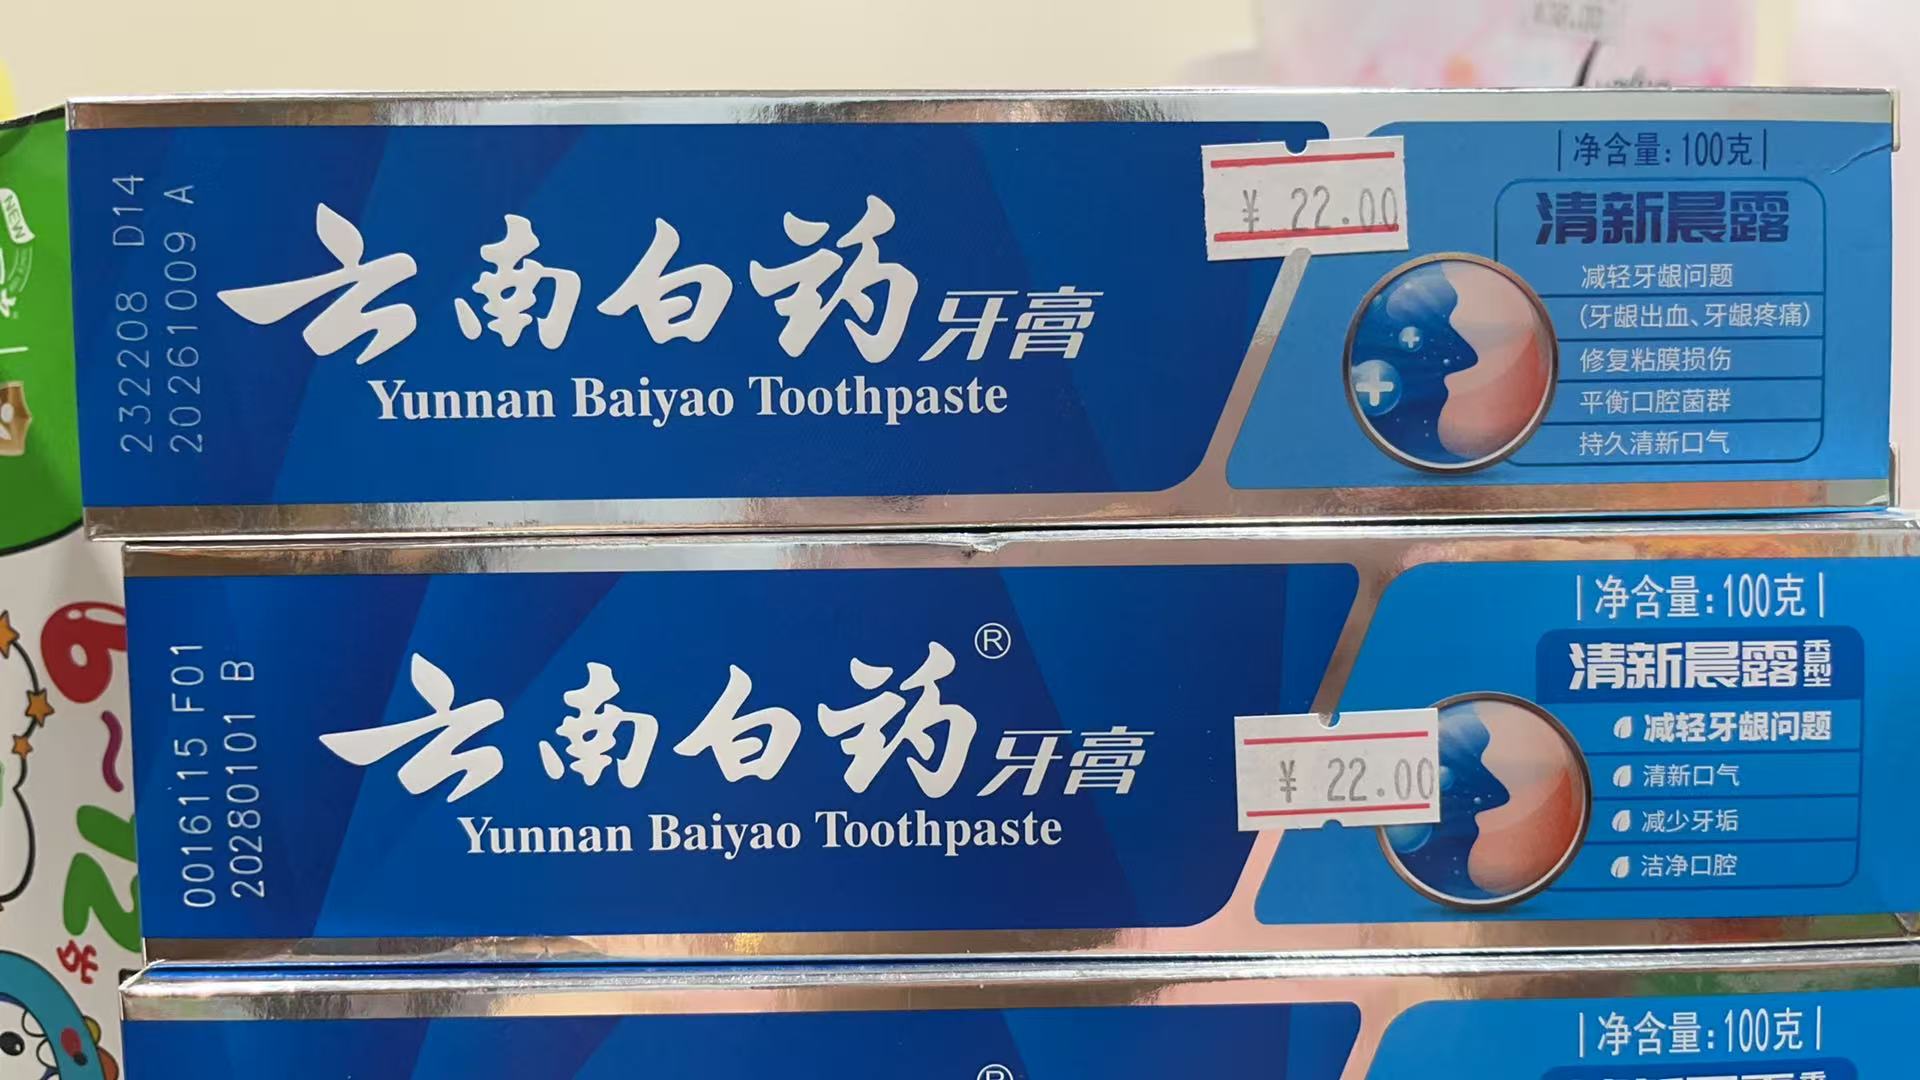 232208 D14
20261009 A
云南白药牙膏
Yunnan Baiyao Toothpaste
¥ 22.00
|净含量:100克|
清新晨露
减轻牙龈问题
(牙龈出血、牙龈疼痛)
修复粘膜损伤
平衡口腔菌群
持久清新口气
NEW
0016115 F01
20280101 B
云南白药®牙膏
Yunnan Baiyao Toothpaste
¥ 22.00
|净含量:100克|
清新晨露香型
减轻牙龈问题
清新口气
减少牙垢
洁净口腔
6~12
岁
®
|净含量:100克|